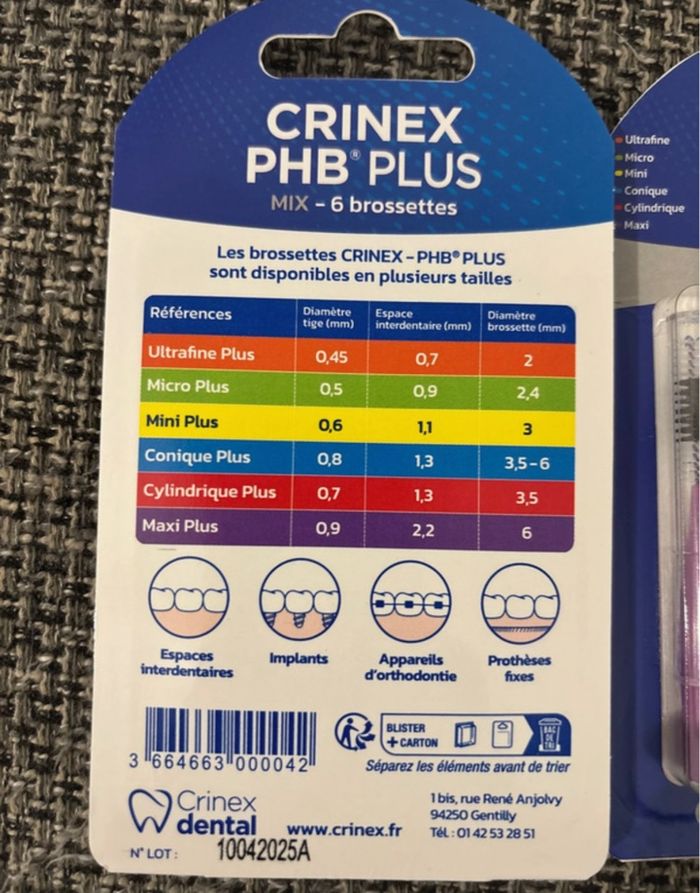 CRINEX
PHB® PLUS
MIX - 6 brossettes
Les brossettes CRINEX - PHB® PLUS
sont disponibles en plusieurs tailles
Références Diamètre tige (mm) Espace interdentaire (mm) Diamètre brossette (mm)
Ultrafine Plus 0,45 0,7 2
Micro Plus 0,5 0,9 2,4
Mini Plus 0,6 1,1 3
Conique Plus 0,8 1,3 3,5-6
Cylindrique Plus 0,7 1,3 3,5
Maxi Plus 0,9 2,2 6
Espaces
interdentaires
Implants
Appareils
d'orthodontie
Prothèses
fixes
BLISTER
+ CARTON
BAC
DE
TRI
Séparez les éléments avant de trier
3 664663 000042
Crinex
dental
www.crinex.fr
1 bis, rue René Anjolvy
94250 Gentilly
Tél : 01 42 53 28 51
N° LOT : 10042025A
Ultrafine
Micro
Mini
Conique
Cylindrique
Maxi